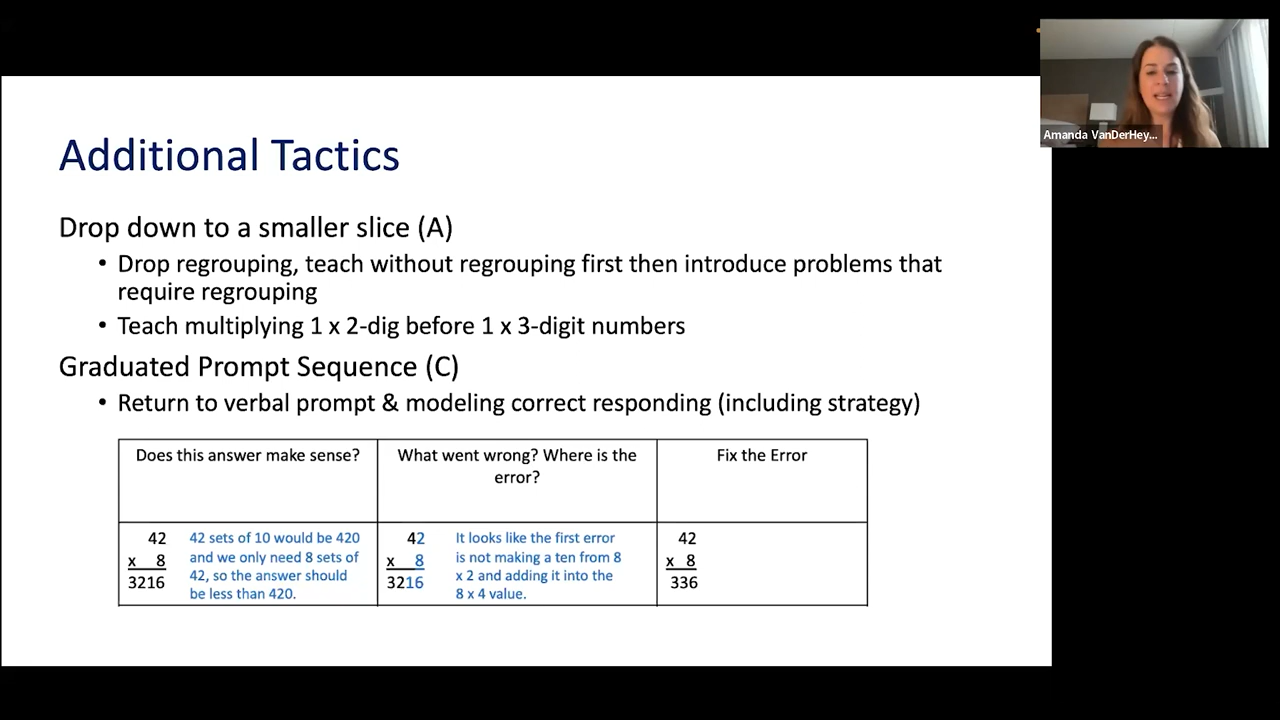 Amanda VanDerHey...
Additional Tactics
Drop down to a smaller slice (A)
• Drop regrouping, teach without regrouping first then introduce problems that
require regrouping
• Teach multiplying 1 x 2-dig before 1 x 3-digit numbers
Graduated Prompt Sequence (C)
• Return to verbal prompt & modeling correct responding (including strategy)
Does this answer make sense?
What went wrong? Where is the
error?
Fix the Error
42
x 8
3216
42 sets of 10 would be 420
and we only need 8 sets of
42, so the answer should
be less than 420.
42
x 8
3216
It looks like the first error
is not making a ten from 8
x 2 and adding it into the
8 x 4 value.
42
x 8
336